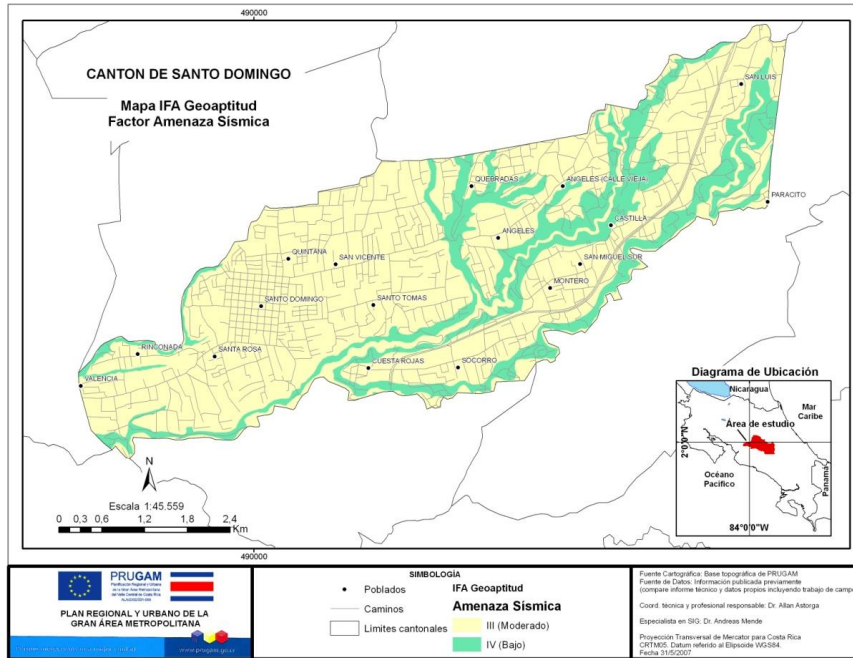 490000
CANTON DE SANTO DOMINGO
Mapa IFA Geoaptitud
Factor Amenaza Sísmica
SAN LUIS
QUEBRADAS
ANGELES (CALLE VIEJA)
PARACITO
CASTILLA
ANGELES
QUINTANA
SAN VICENTE
SAN MIGUEL SUR
MONTERO
SANTO DOMINGO
SANTO TOMAS
RINCONADA
SANTA ROSA
CUESTA ROJAS
SOCORRO
VALENCIA
Diagrama de Ubicación
Nicaragua
Mar
Caribe
Área de estudio
Océano
Pacífico
Panamá
84°0'0"W
N
Escala 1:45.559
0 0,3 0,6 1,2 1,8 2,4
Km
490000
PRUGAM
PLAN REGIONAL Y URBANO DE LA
GRAN ÁREA METROPOLITANA
www.prugam.go.cr
SIMBOLOGÍA
Poblados
Caminos
Limites cantonales
IFA Geoaptitud
Amenaza Sísmica
III (Moderado)
IV (Bajo)
Fuente Cartográfica: Base topográfica de PRUGAM
Fuente de Datos: Información publicada previamente
(compare informe técnico y datos propios incluyendo trabajo de camp
Coord. técnica y profesional responsable: Dr. Allan Astorga
Especialista en SIG: Dr. Andreas Mende
Proyección Transversal de Mercator para Costa Rica
CRTM05. Datum referido al Elipsoide WGS84.
Fecha 31/5/2007